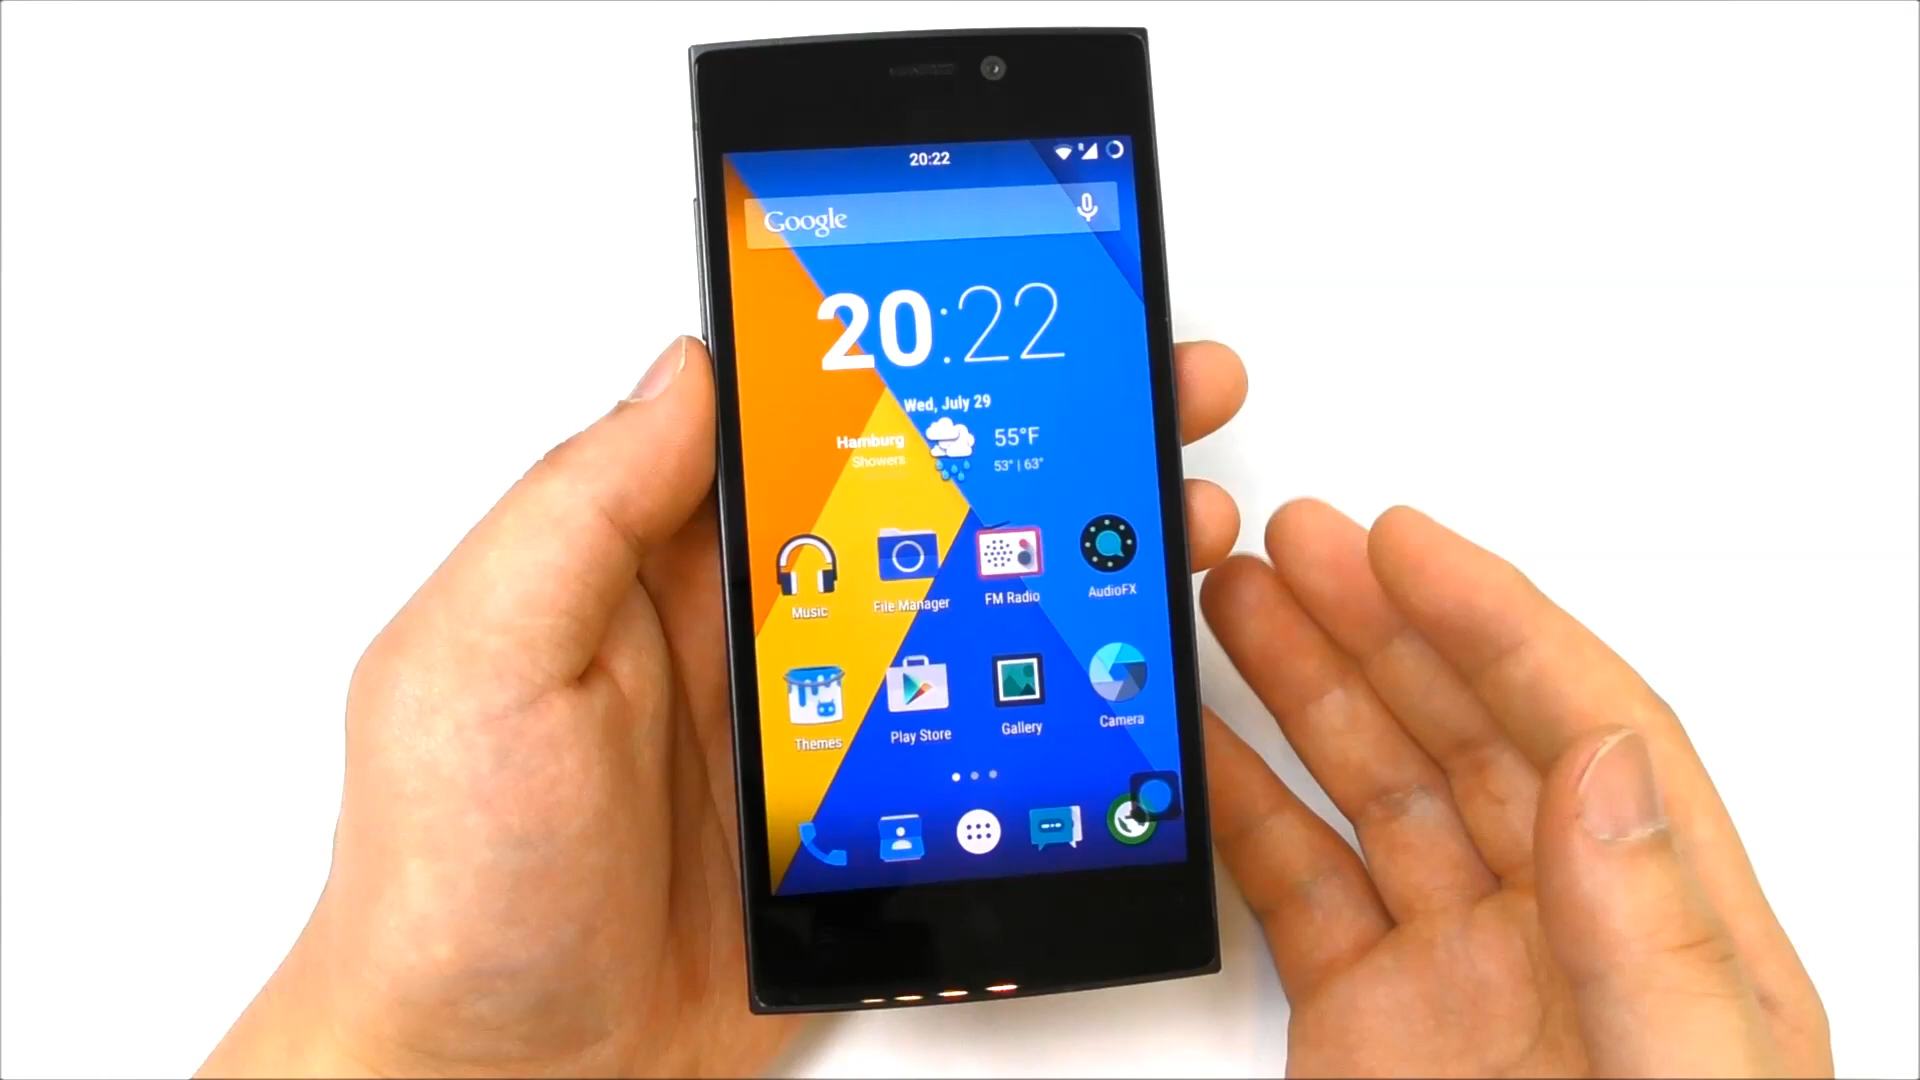 20:22
Google
20:22
Wed, July 29
Hamburg
Showers
55°F
53° | 63°
Music
File Manager
FM Radio
AudioFX
Themes
Play Store
Gallery
Camera